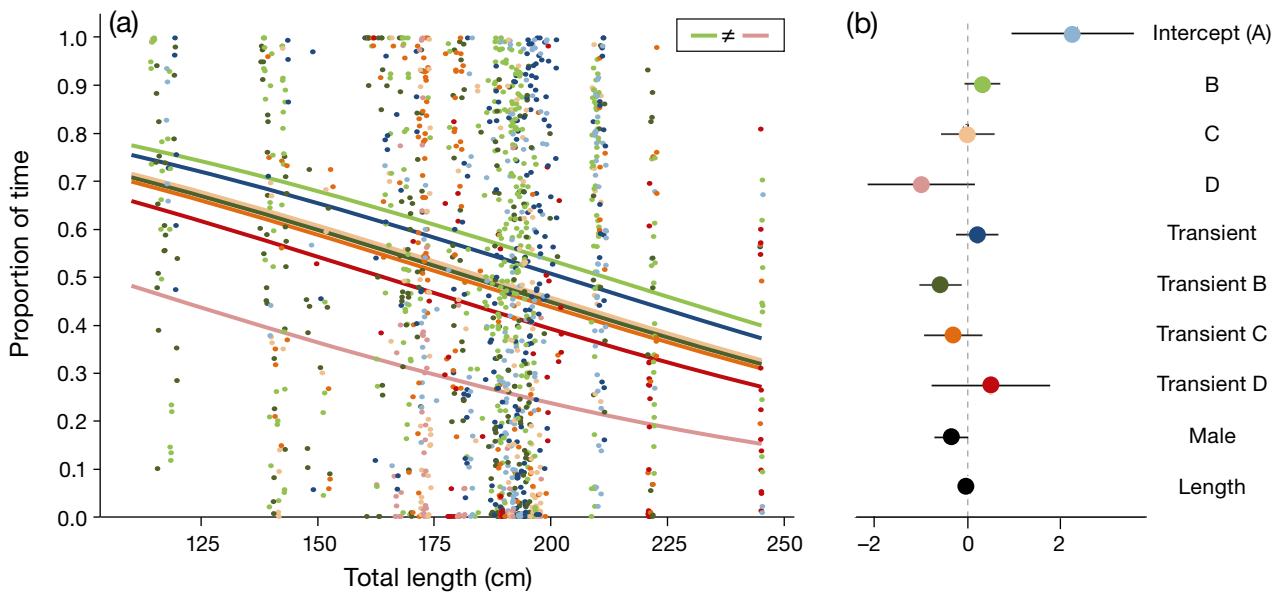 (a)
≠
Proportion of time
1.0
0.9
0.8
0.7
0.6
0.5
0.4
0.3
0.2
0.1
0.0
125 150 175 200 225 250
Total length (cm)
(b)
Intercept (A)
B
C
D
Transient
Transient B
Transient C
Transient D
Male
Length
–2 0 2